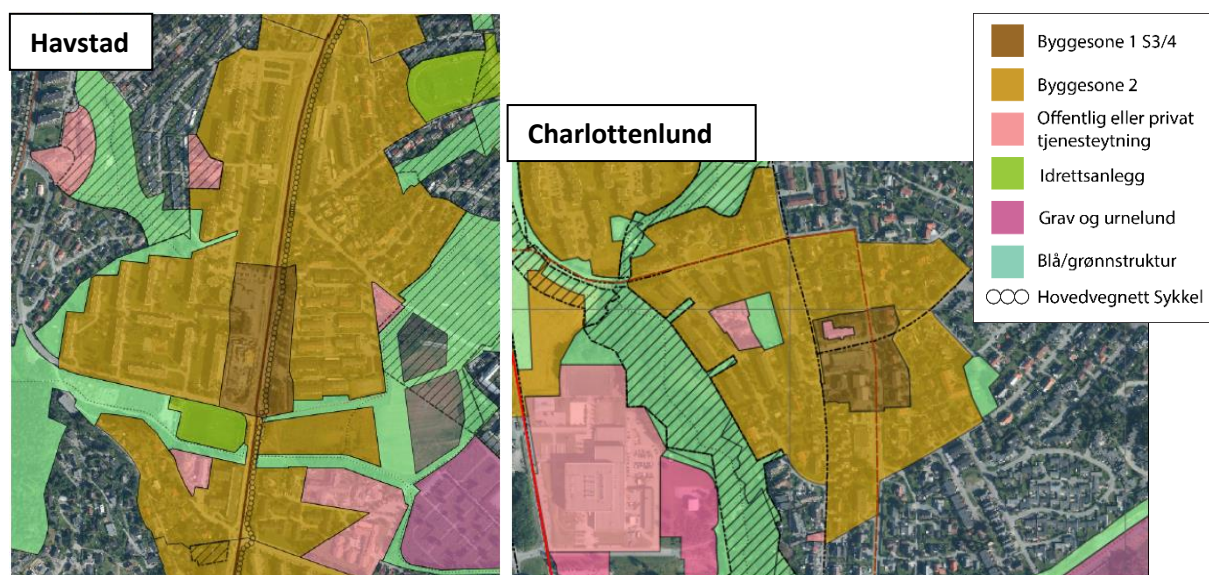 Havstad
Charlottenlund
Byggesone 1 S3/4
Byggesone 2
Offentlig eller privat
tjenesteytning
Idrettsanlegg
Grav og urnelund
Blå/grønnstruktur
Hovedvegnett Sykkel